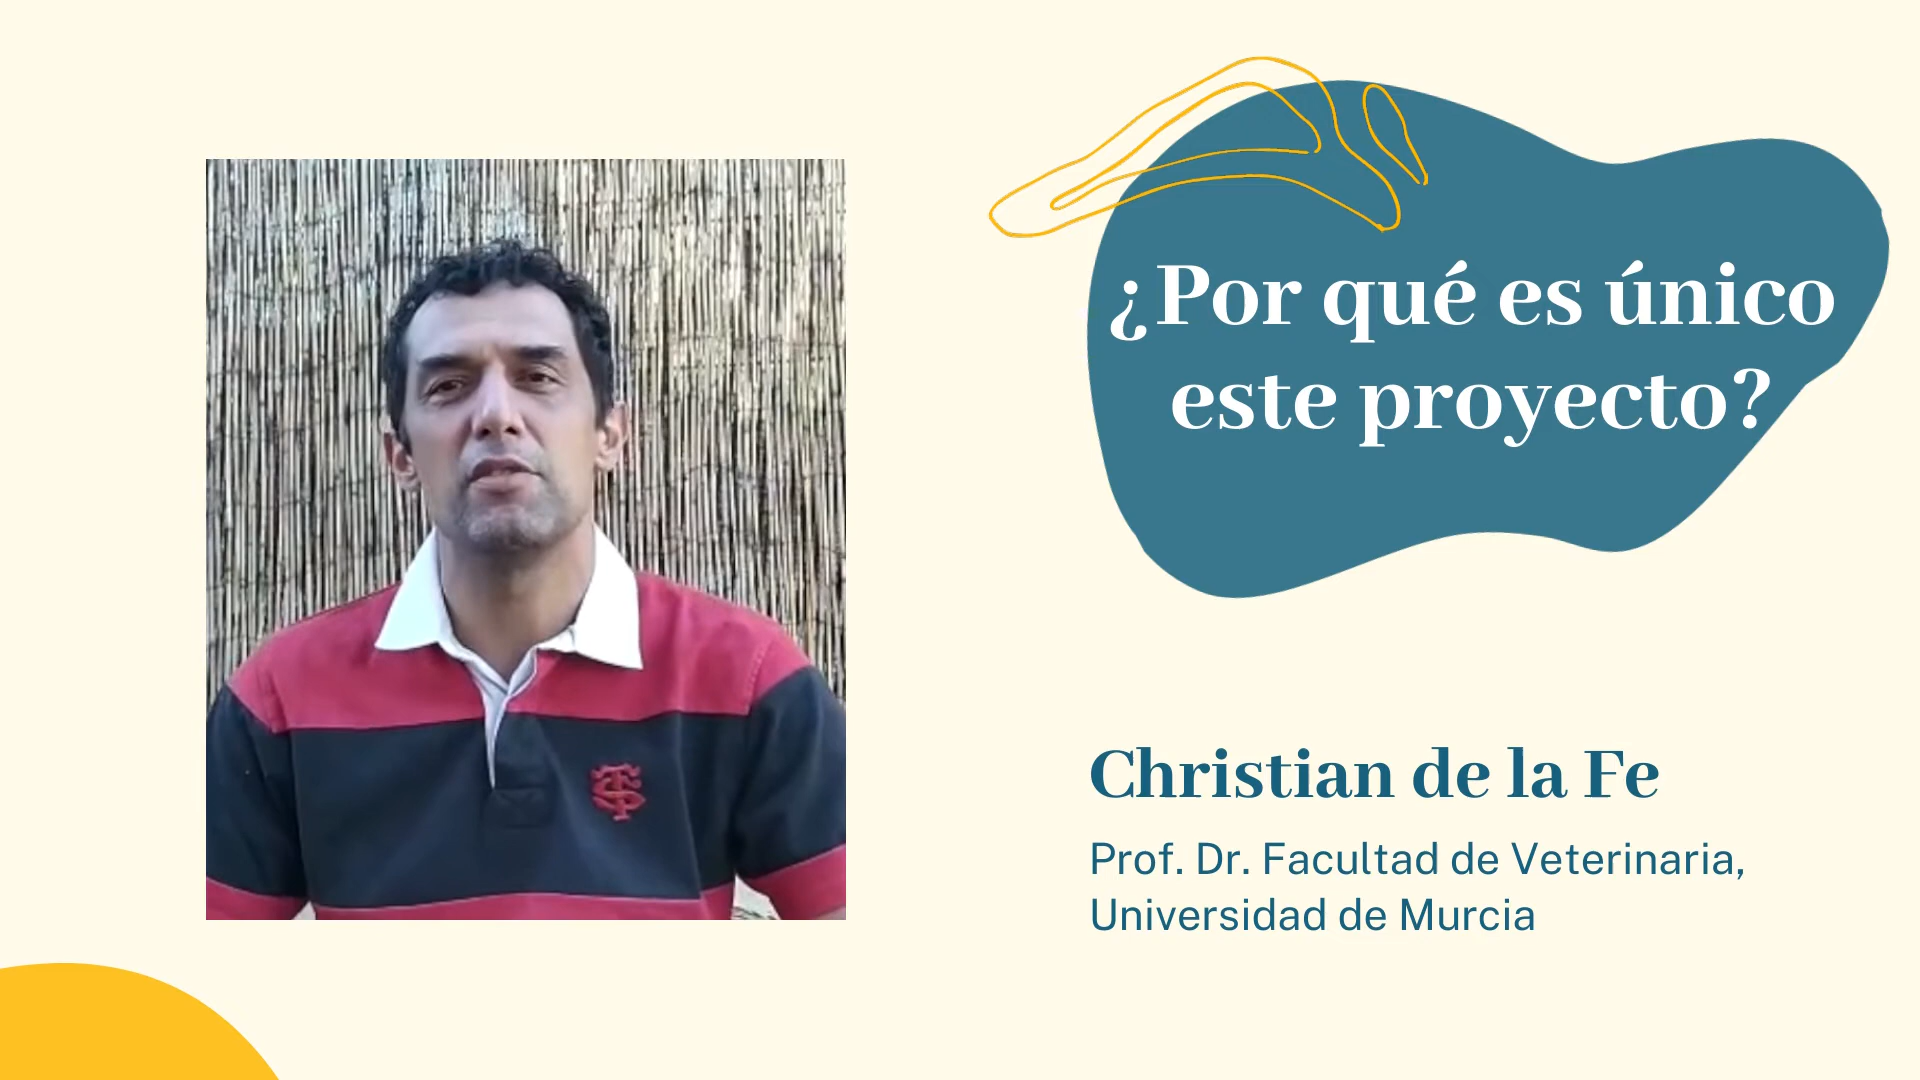 ¿Por qué es único
este proyecto?
Christian de la Fe
Prof. Dr. Facultad de Veterinaria,
Universidad de Murcia